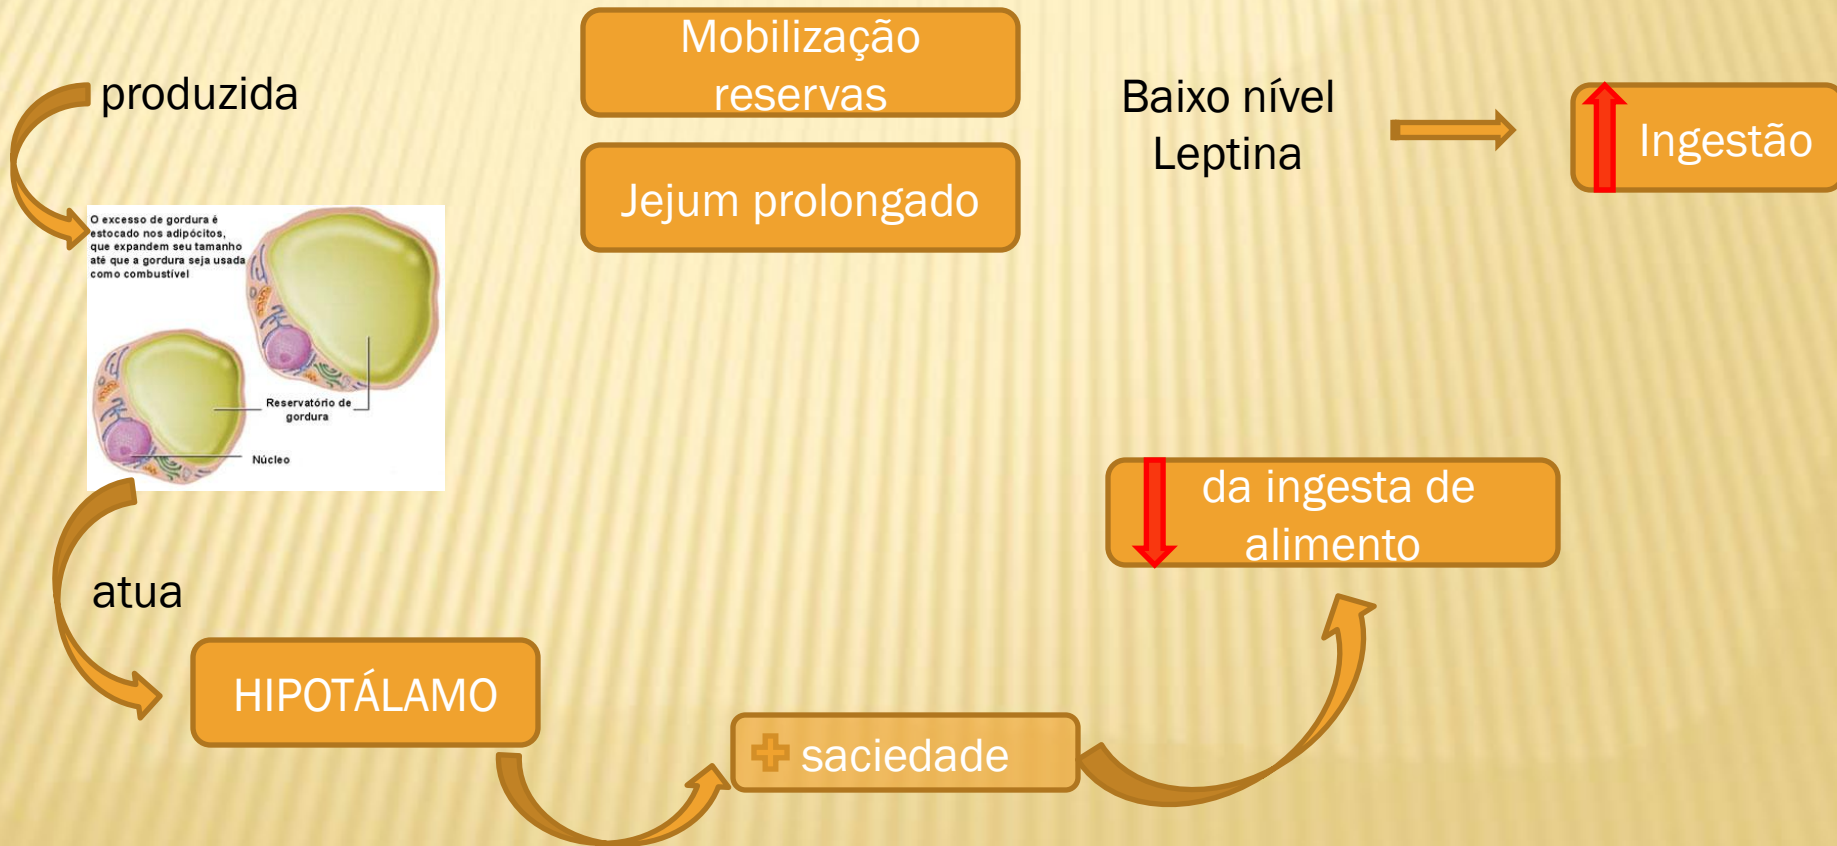 Mobilização
reservas
produzida
Baixo nível
Leptina
Ingestão
Jejum prolongado
O excesso de gordura é
estocado nos adipócitos,
que expandem seu tamanho
até que a gordura seja usada
como combustível
Reservatório de
gordura
Núcleo
da ingesta de
alimento
atua
HIPOTÁLAMO
saciedade